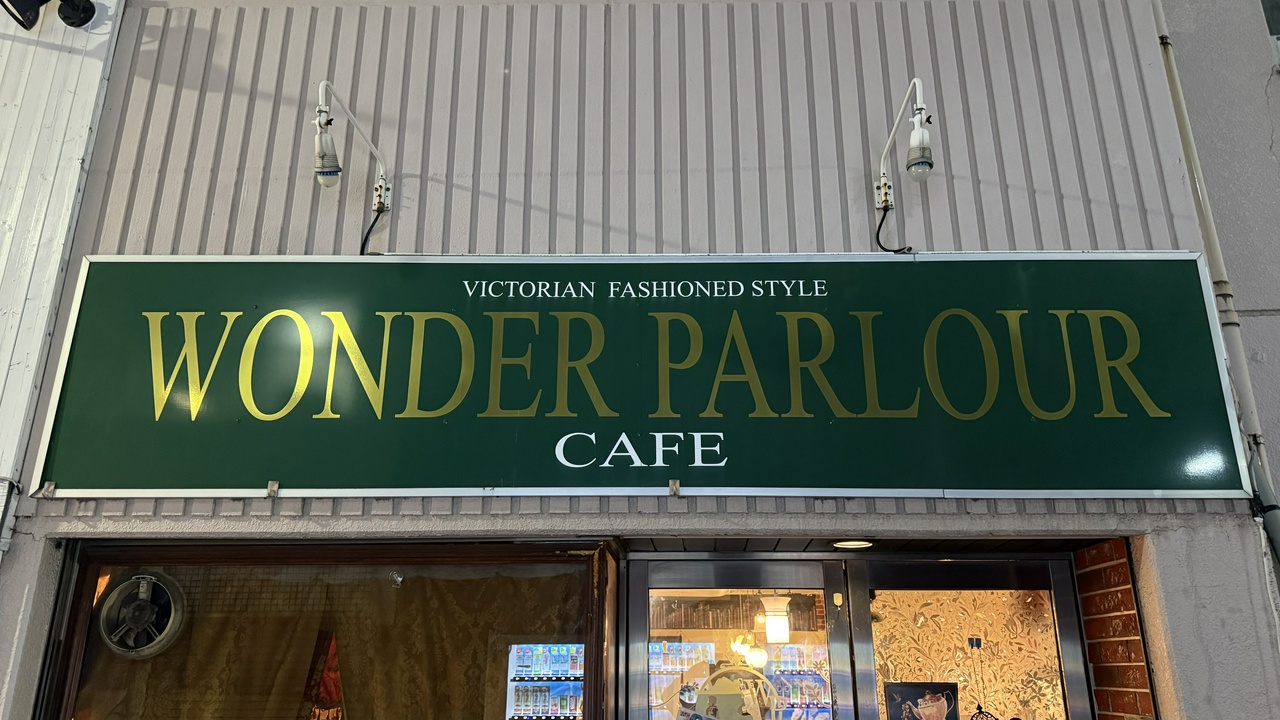 VICTORIAN FASHIONED STYLE
WONDER PARLOUR
CAFE